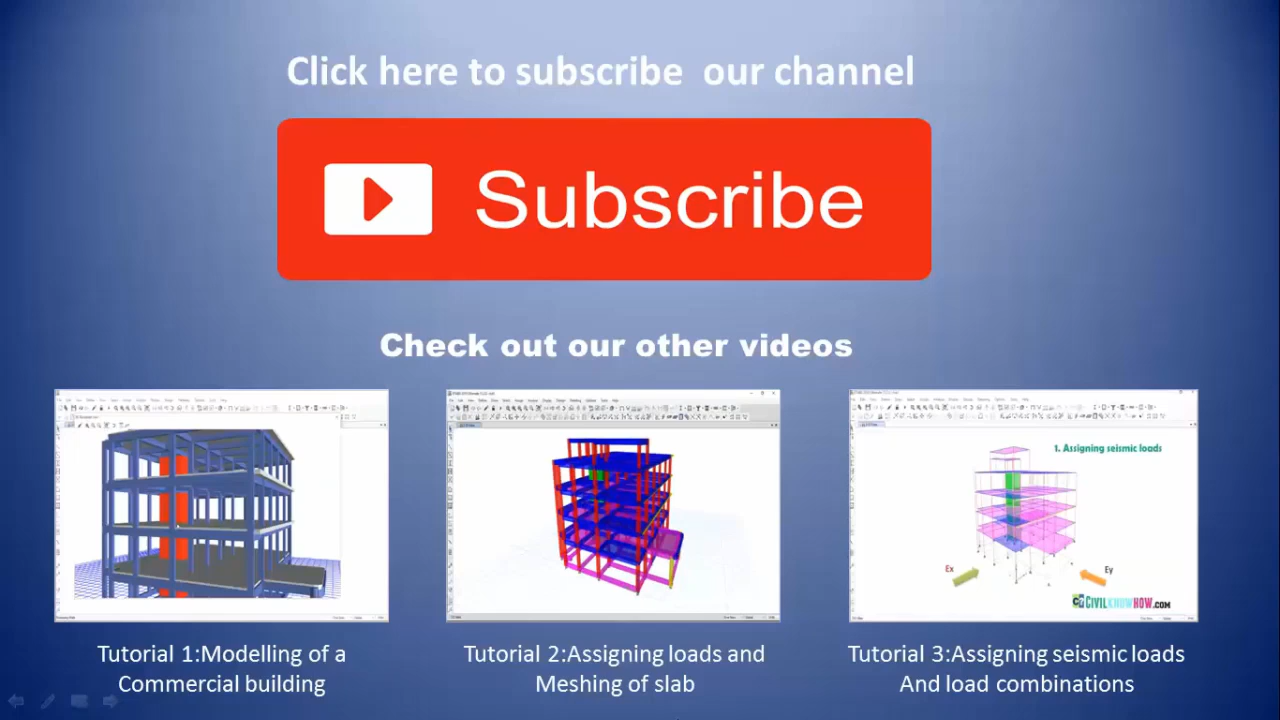 Click here to subscribe our channel
Subscribe
Check out our other videos
1. Assigning seismic loads
Ex
Ey
CIVILKNOWHOW.COM
Tutorial 1:Modelling of a
Commercial building
Tutorial 2:Assigning loads and
Meshing of slab
Tutorial 3:Assigning seismic loads
And load combinations